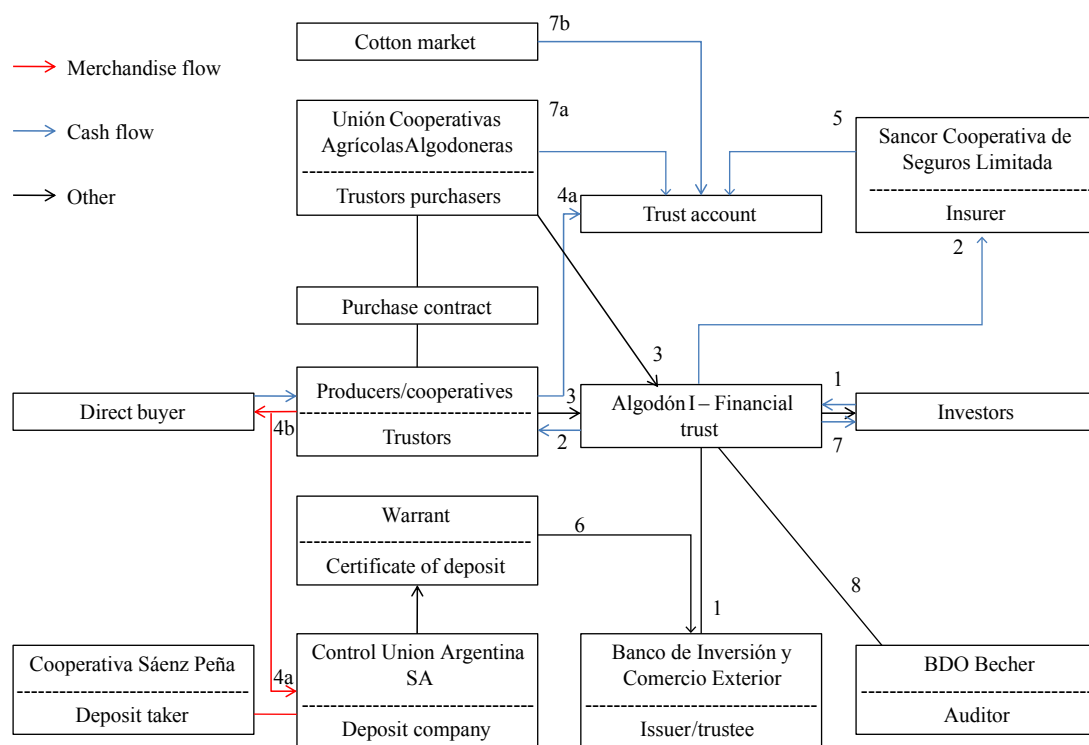 7b
Cotton market
Merchandise flow
Unión Cooperativas
AgrícolasAlgodoneras
7a
5
Sancor Cooperativa de
Seguros Limitada
Cash flow
Other
Trustors purchasers
4a
Trust account
Insurer
2
Purchase contract
3
Direct buyer
4b
Producers/cooperatives
Trustors
3
2
Algodón I – Financial
trust
1
7
Investors
Warrant
Certificate of deposit
6
8
1
Cooperativa Sáenz Peña
Deposit taker
4a
Control Union Argentina
SA
Deposit company
Banco de Inversión y
Comercio Exterior
Issuer/trustee
BDO Becher
Auditor